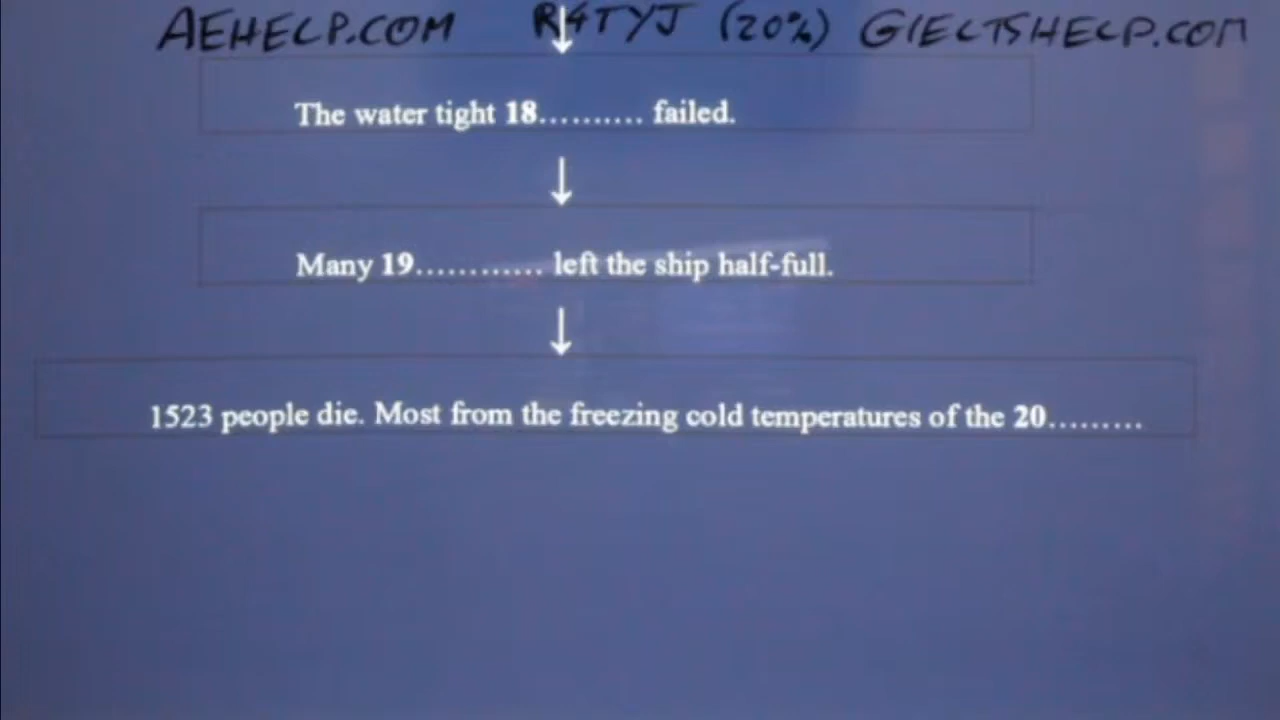 AEHELP.COM R4TYJ (20%) GIELTSHELP.COM
The water tight 18.......... failed.
Many 19............ left the ship half-full.
1523 people die. Most from the freezing cold temperatures of the 20.........